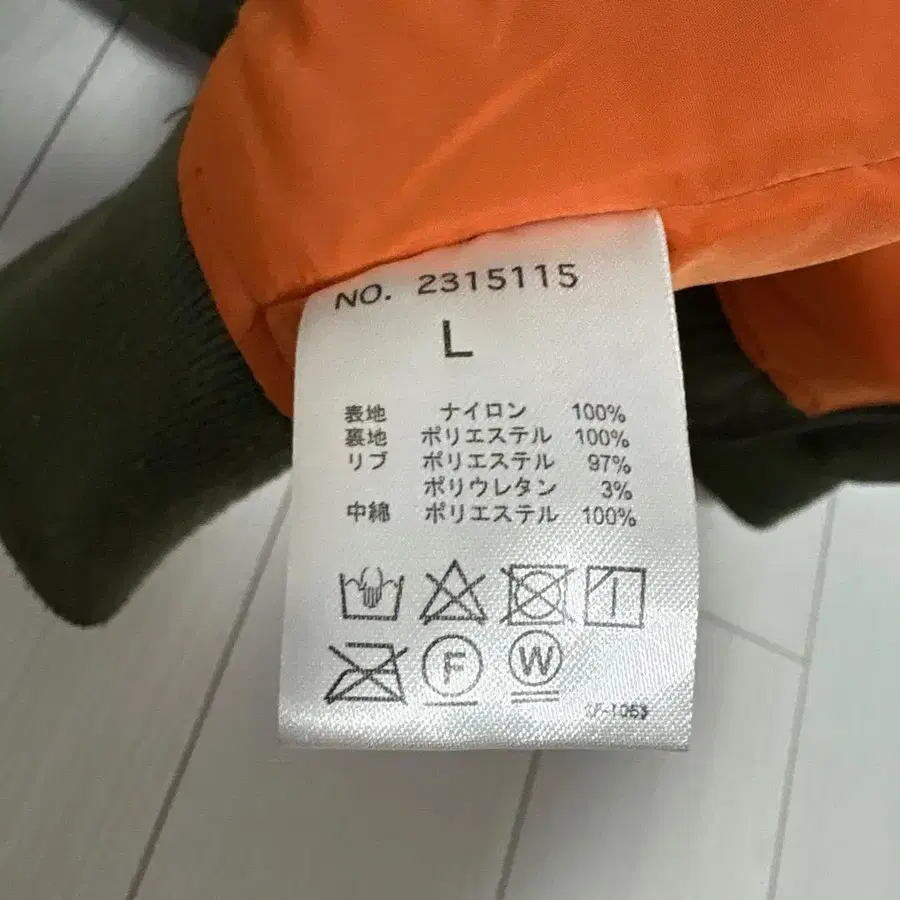 NO. 2315115
L
表地 ナイロン 100%
裏地 ポリエステル 100%
リブ ポリエステル 97%
ポリウレタン 3%
中綿 ポリエステル 100%
F W